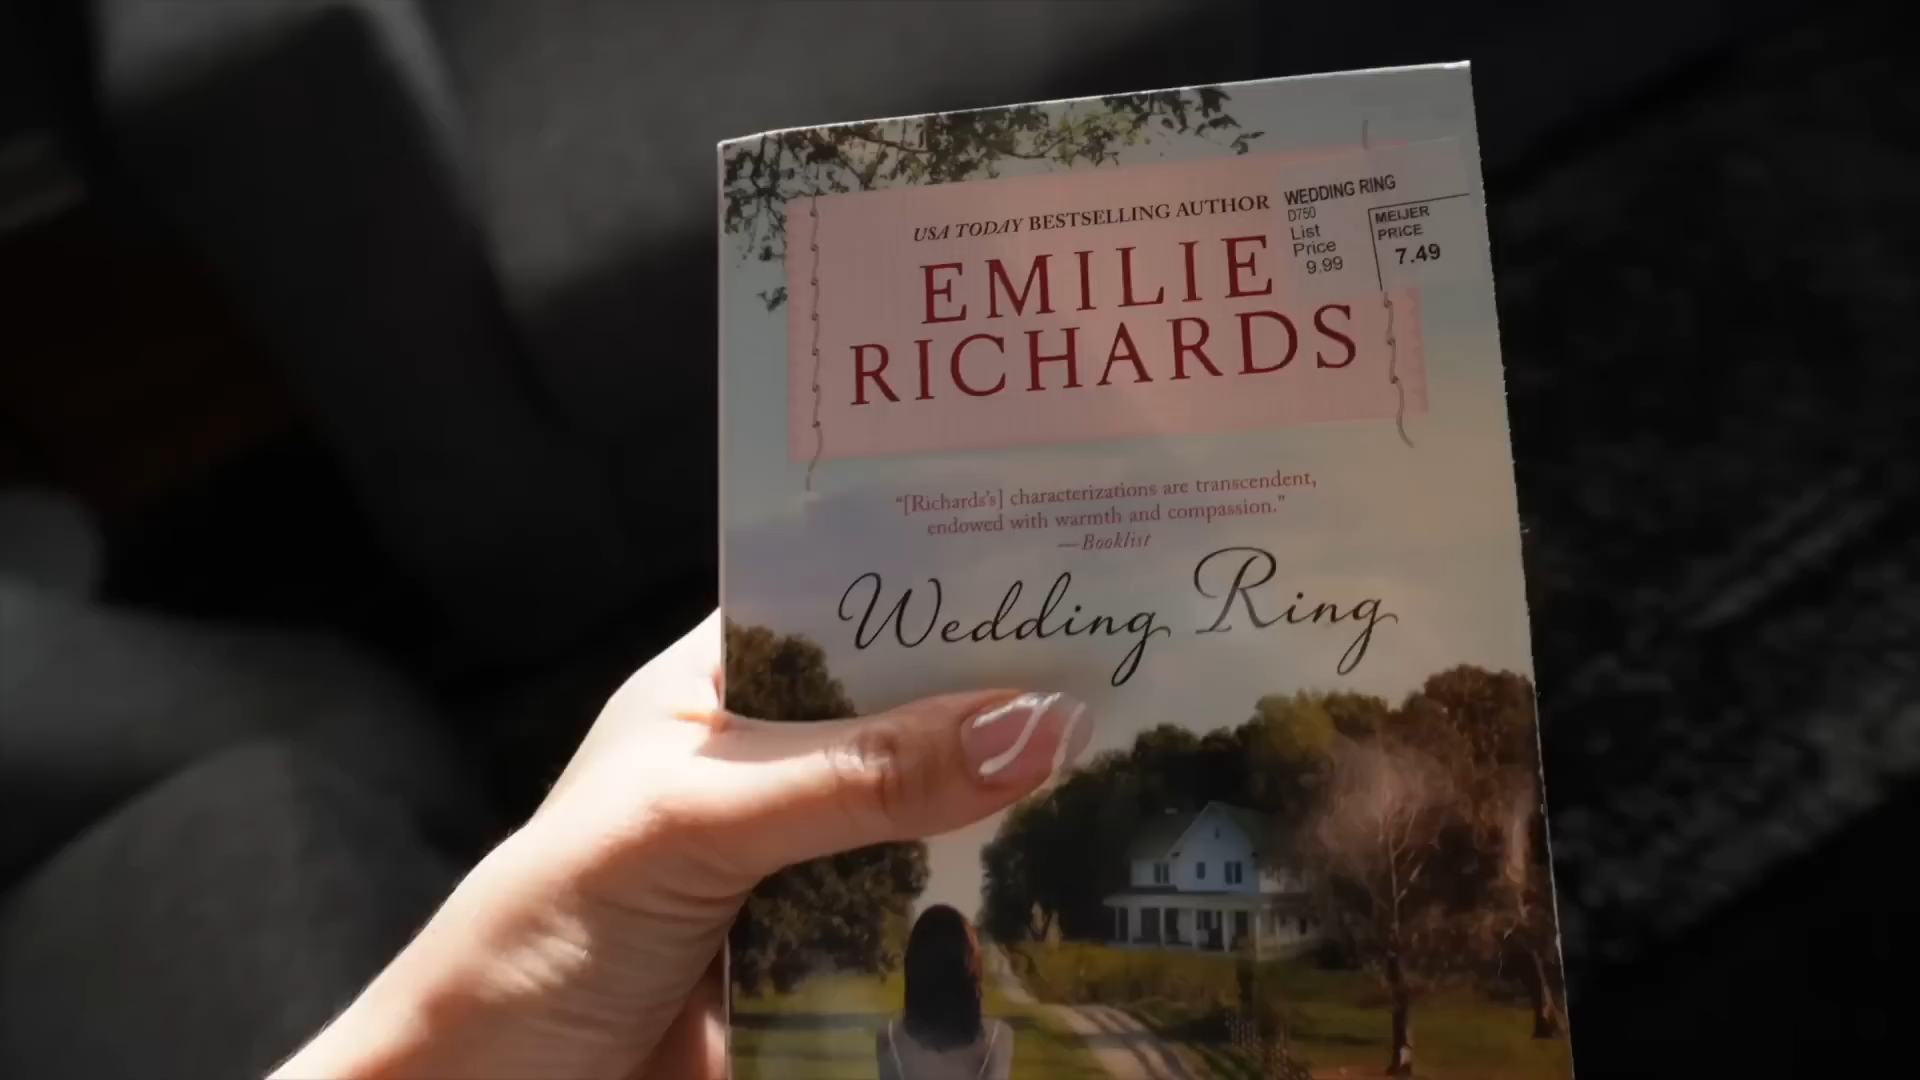 USA TODAY BESTSELLING AUTHOR
EMILIE
RICHARDS
WEDDING RING
D750
List
Price
9.99
MEIJER
PRICE
7.49
“[Richards's] characterizations are transcendent,
endowed with warmth and compassion.”
—Booklist
Wedding Ring